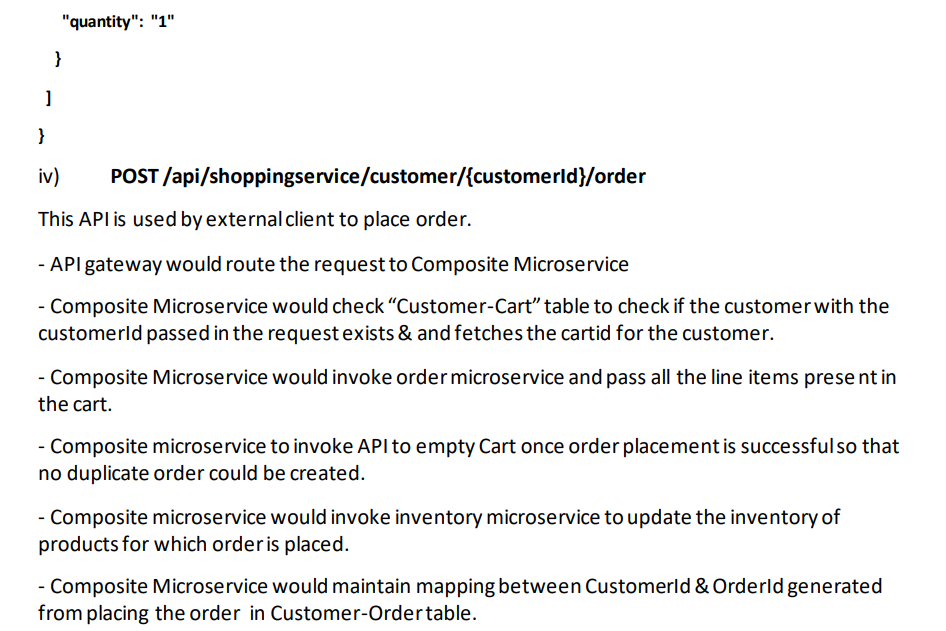 "quantity": "1"
}
]
}
iv) POST /api/shoppingservice/customer/{customerId}/order
This API is used by external client to place order.
- API gateway would route the request to Composite Microservice
- Composite Microservice would check “Customer-Cart” table to check if the customer with the
customerId passed in the request exists & and fetches the cartid for the customer.
- Composite Microservice would invoke order microservice and pass all the line items present in
the cart.
- Composite microservice to invoke API to empty Cart once order placement is successful so that
no duplicate order could be created.
- Composite microservice would invoke inventory microservice to update the inventory of
products for which order is placed.
- Composite Microservice would maintain mapping between CustomerId & OrderId generated
from placing the order in Customer-Order table.